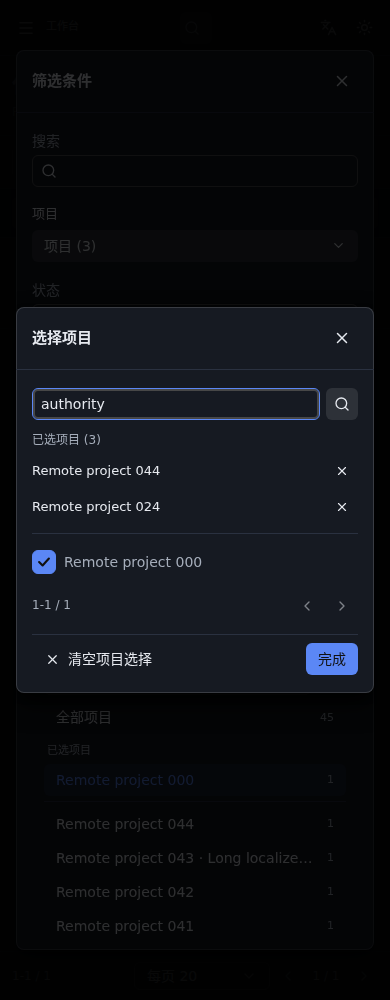 工作台
筛选条件
搜索
项目
项目 (3)
状态
选择项目
authority
已选项目 (3)
Remote project 044
Remote project 024
Remote project 000
1-1 / 1
清空项目选择
完成
全部项目 45
已选项目
Remote project 000 1
Remote project 044 1
Remote project 043 · Long localize… 1
Remote project 042 1
Remote project 041 1